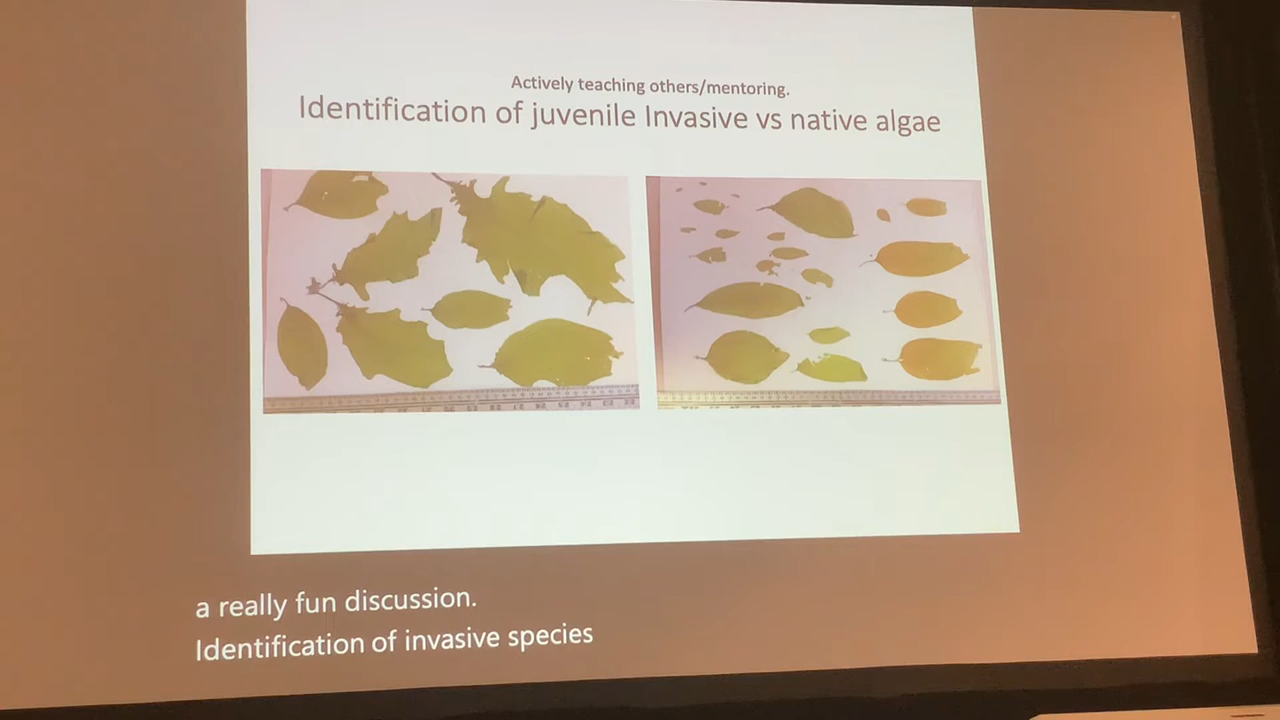 Actively teaching others/mentoring.
Identification of juvenile Invasive vs native algae
a really fun discussion.
Identification of invasive species